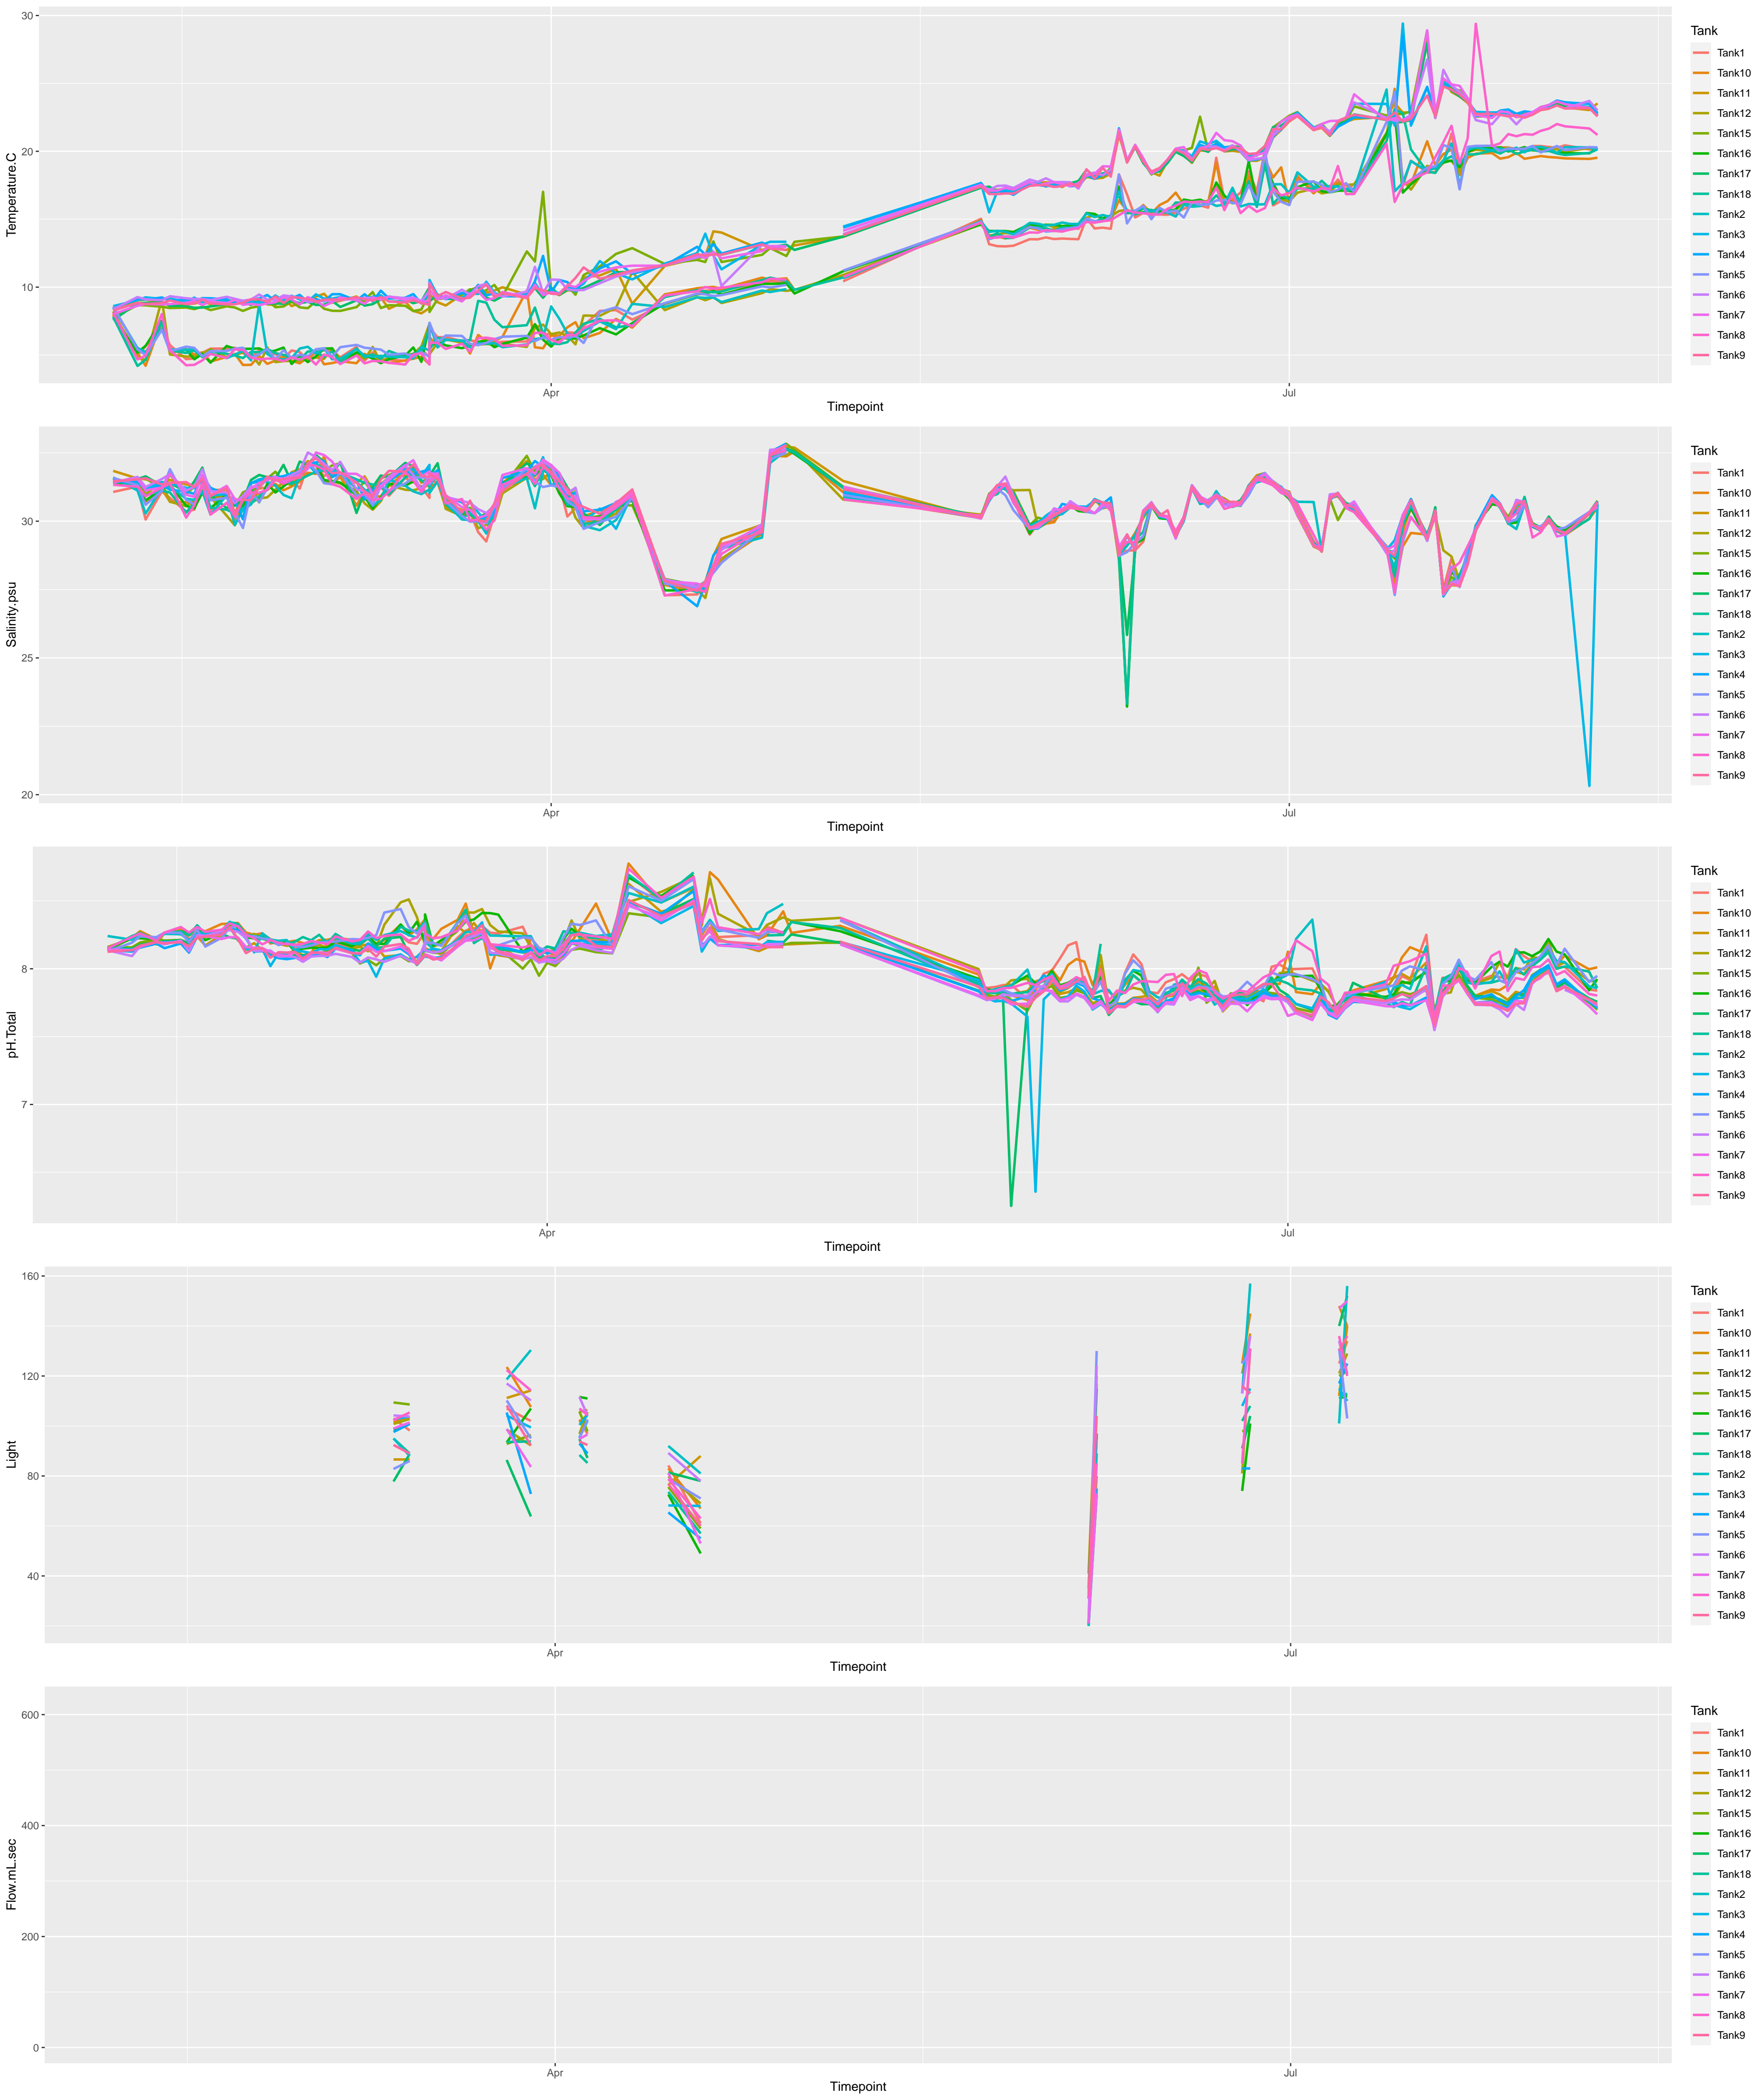 Temperature.C
30
20
10
Apr
Jul
Timepoint
Tank
Tank1
Tank10
Tank11
Tank12
Tank15
Tank16
Tank17
Tank18
Tank2
Tank3
Tank4
Tank5
Tank6
Tank7
Tank8
Tank9
Salinity.psu
30
25
20
Apr
Jul
Timepoint
Tank
Tank1
Tank10
Tank11
Tank12
Tank15
Tank16
Tank17
Tank18
Tank2
Tank3
Tank4
Tank5
Tank6
Tank7
Tank8
Tank9
pH.Total
8
7
Apr
Jul
Timepoint
Tank
Tank1
Tank10
Tank11
Tank12
Tank15
Tank16
Tank17
Tank18
Tank2
Tank3
Tank4
Tank5
Tank6
Tank7
Tank8
Tank9
Light
160
120
80
40
Apr
Jul
Timepoint
Tank
Tank1
Tank10
Tank11
Tank12
Tank15
Tank16
Tank17
Tank18
Tank2
Tank3
Tank4
Tank5
Tank6
Tank7
Tank8
Tank9
Flow.mL.sec
600
400
200
0
Apr
Jul
Timepoint
Tank
Tank1
Tank10
Tank11
Tank12
Tank15
Tank16
Tank17
Tank18
Tank2
Tank3
Tank4
Tank5
Tank6
Tank7
Tank8
Tank9